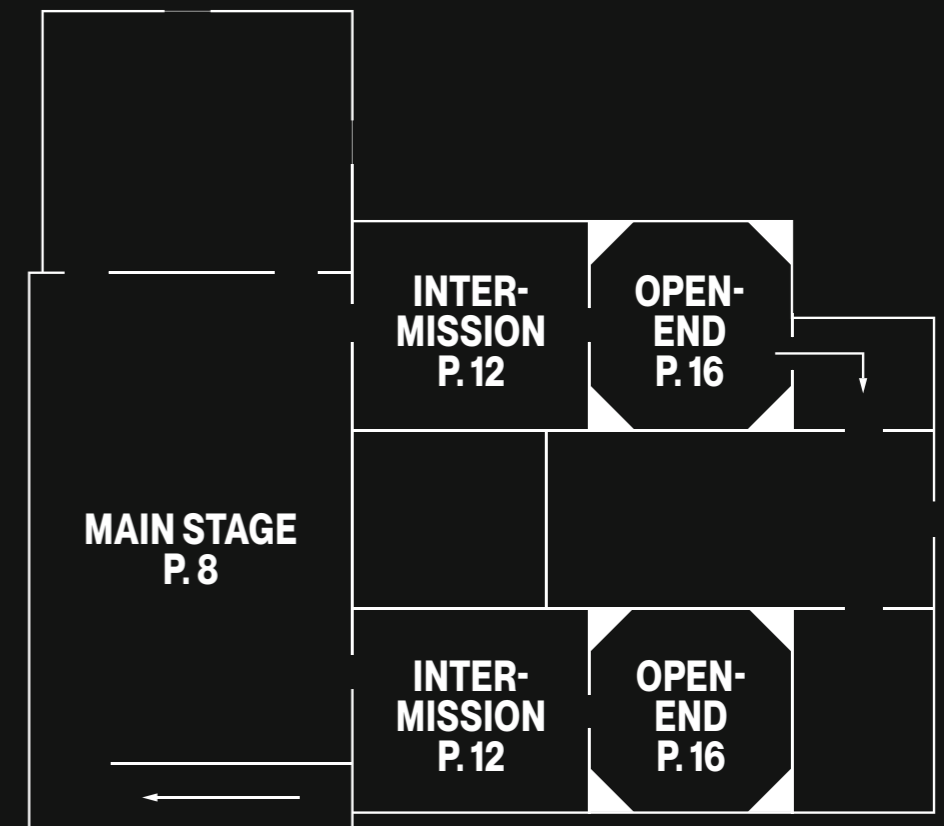 INTER-
MISSION
P. 12
OPEN-
END
P. 16
MAIN STAGE
P. 8
INTER-
MISSION
P. 12
OPEN-
END
P. 16